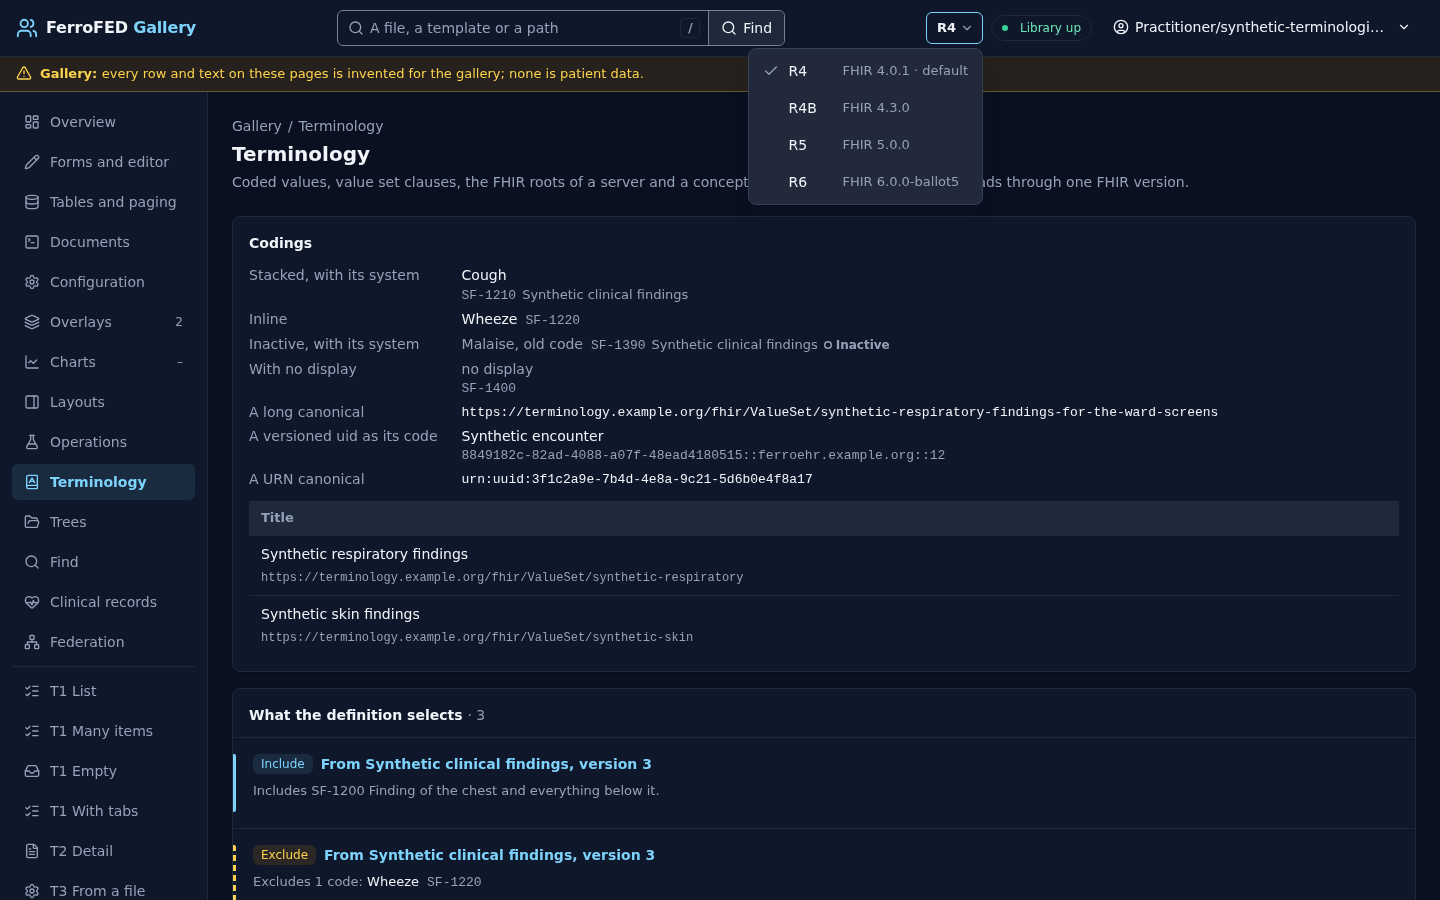 FerroFED Gallery
A file, a template or a path
/
Find
R4
Library up
Practitioner/synthetic-terminologi…
Gallery: every row and text on these pages is invented for the gallery; none is patient data.
R4 FHIR 4.0.1 · default
R4B FHIR 4.3.0
R5 FHIR 5.0.0
R6 FHIR 6.0.0-ballot5
Overview
Forms and editor
Tables and paging
Documents
Configuration
Overlays 2
Charts –
Layouts
Operations
Terminology
Trees
Find
Clinical records
Federation
T1 List
T1 Many items
T1 Empty
T1 With tabs
T2 Detail
T3 From a file
Gallery / Terminology
Terminology
Coded values, value set clauses, the FHIR roots of a server and a concept ads through one FHIR version.
Codings
Stacked, with its system Cough
SF-1210 Synthetic clinical findings
Inline Wheeze SF-1220
Inactive, with its system Malaise, old code SF-1390 Synthetic clinical findings Inactive
With no display no display
SF-1400
A long canonical https://terminology.example.org/fhir/ValueSet/synthetic-respiratory-findings-for-the-ward-screens
A versioned uid as its code Synthetic encounter
8849182c-82ad-4088-a07f-48ead4180515::ferroehr.example.org::12
A URN canonical urn:uuid:3f1c2a9e-7b4d-4e8a-9c21-5d6b0e4f8a17
Title
Synthetic respiratory findings
https://terminology.example.org/fhir/ValueSet/synthetic-respiratory
Synthetic skin findings
https://terminology.example.org/fhir/ValueSet/synthetic-skin
What the definition selects · 3
Include From Synthetic clinical findings, version 3
Includes SF-1200 Finding of the chest and everything below it.
Exclude From Synthetic clinical findings, version 3
Excludes 1 code: Wheeze SF-1220